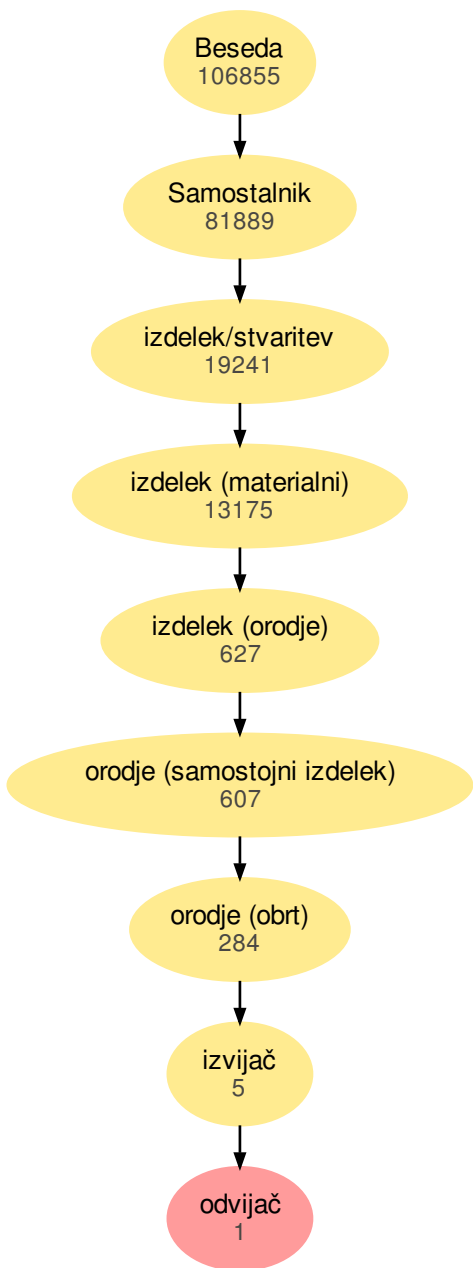 Beseda
106855
Samostalnik
81889
izdelek/stvaritev
19241
izdelek (materialni)
13175
izdelek (orodje)
627
orodje (samostojni izdelek)
607
orodje (obrt)
284
izvijač
5
odvijač
1